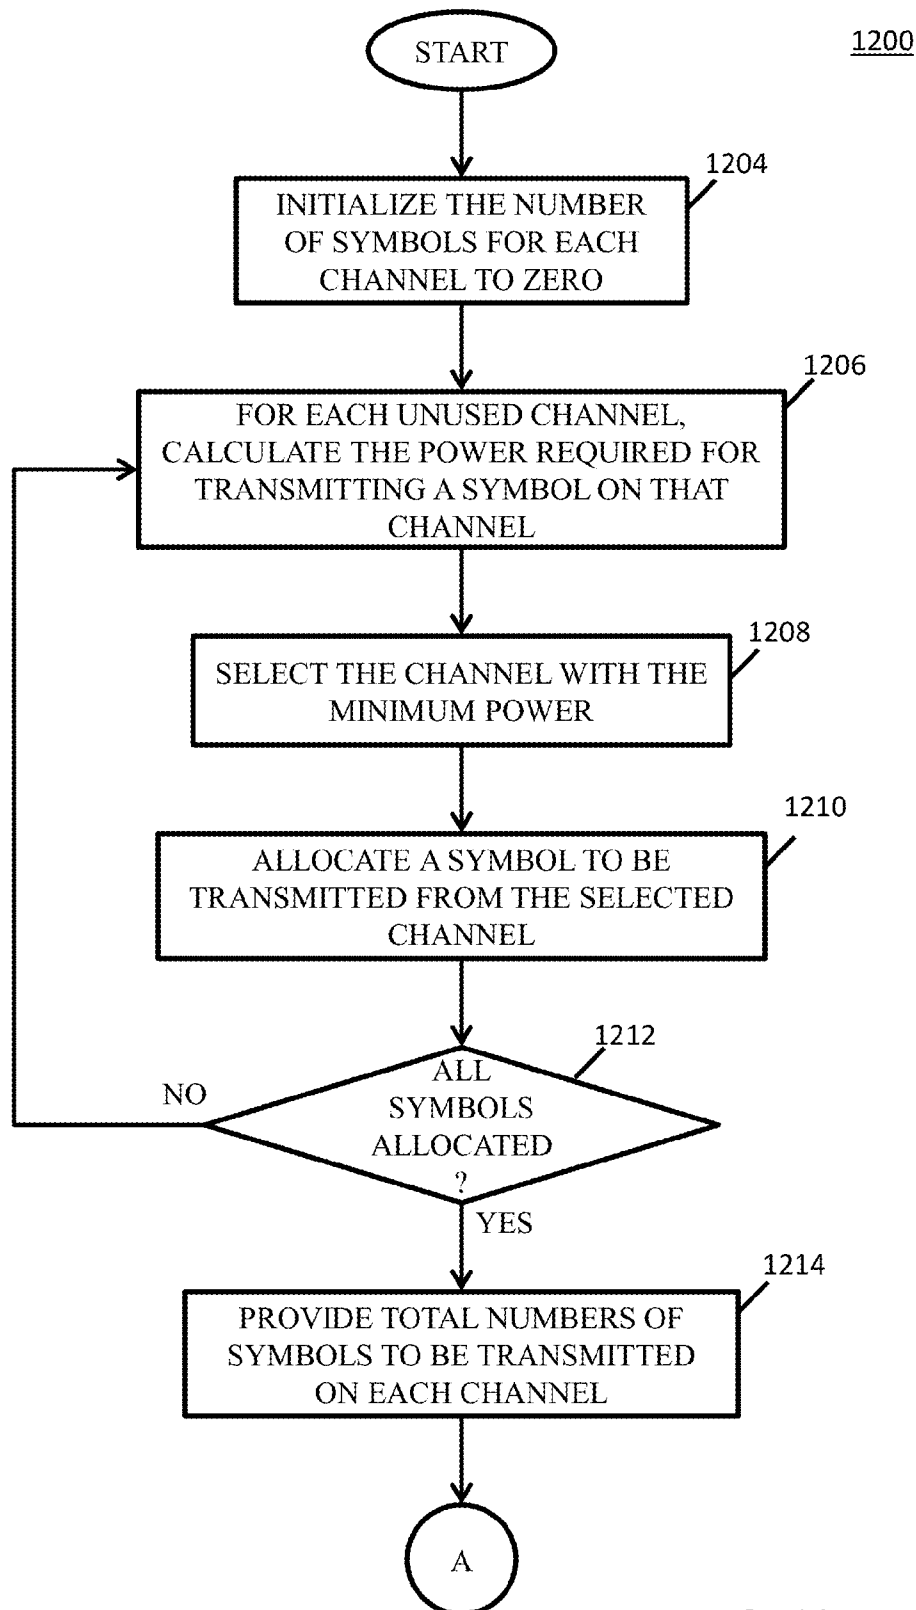 START
1200
1204
INITIALIZE THE NUMBER
OF SYMBOLS FOR EACH
CHANNEL TO ZERO
1206
FOR EACH UNUSED CHANNEL,
CALCULATE THE POWER REQUIRED FOR
TRANSMITTING A SYMBOL ON THAT
CHANNEL
1208
SELECT THE CHANNEL WITH THE
MINIMUM POWER
1210
ALLOCATE A SYMBOL TO BE
TRANSMITTED FROM THE SELECTED
CHANNEL
1212
ALL
SYMBOLS
ALLOCATED
?
NO
YES
1214
PROVIDE TOTAL NUMBERS OF
SYMBOLS TO BE TRANSMITTED
ON EACH CHANNEL
A